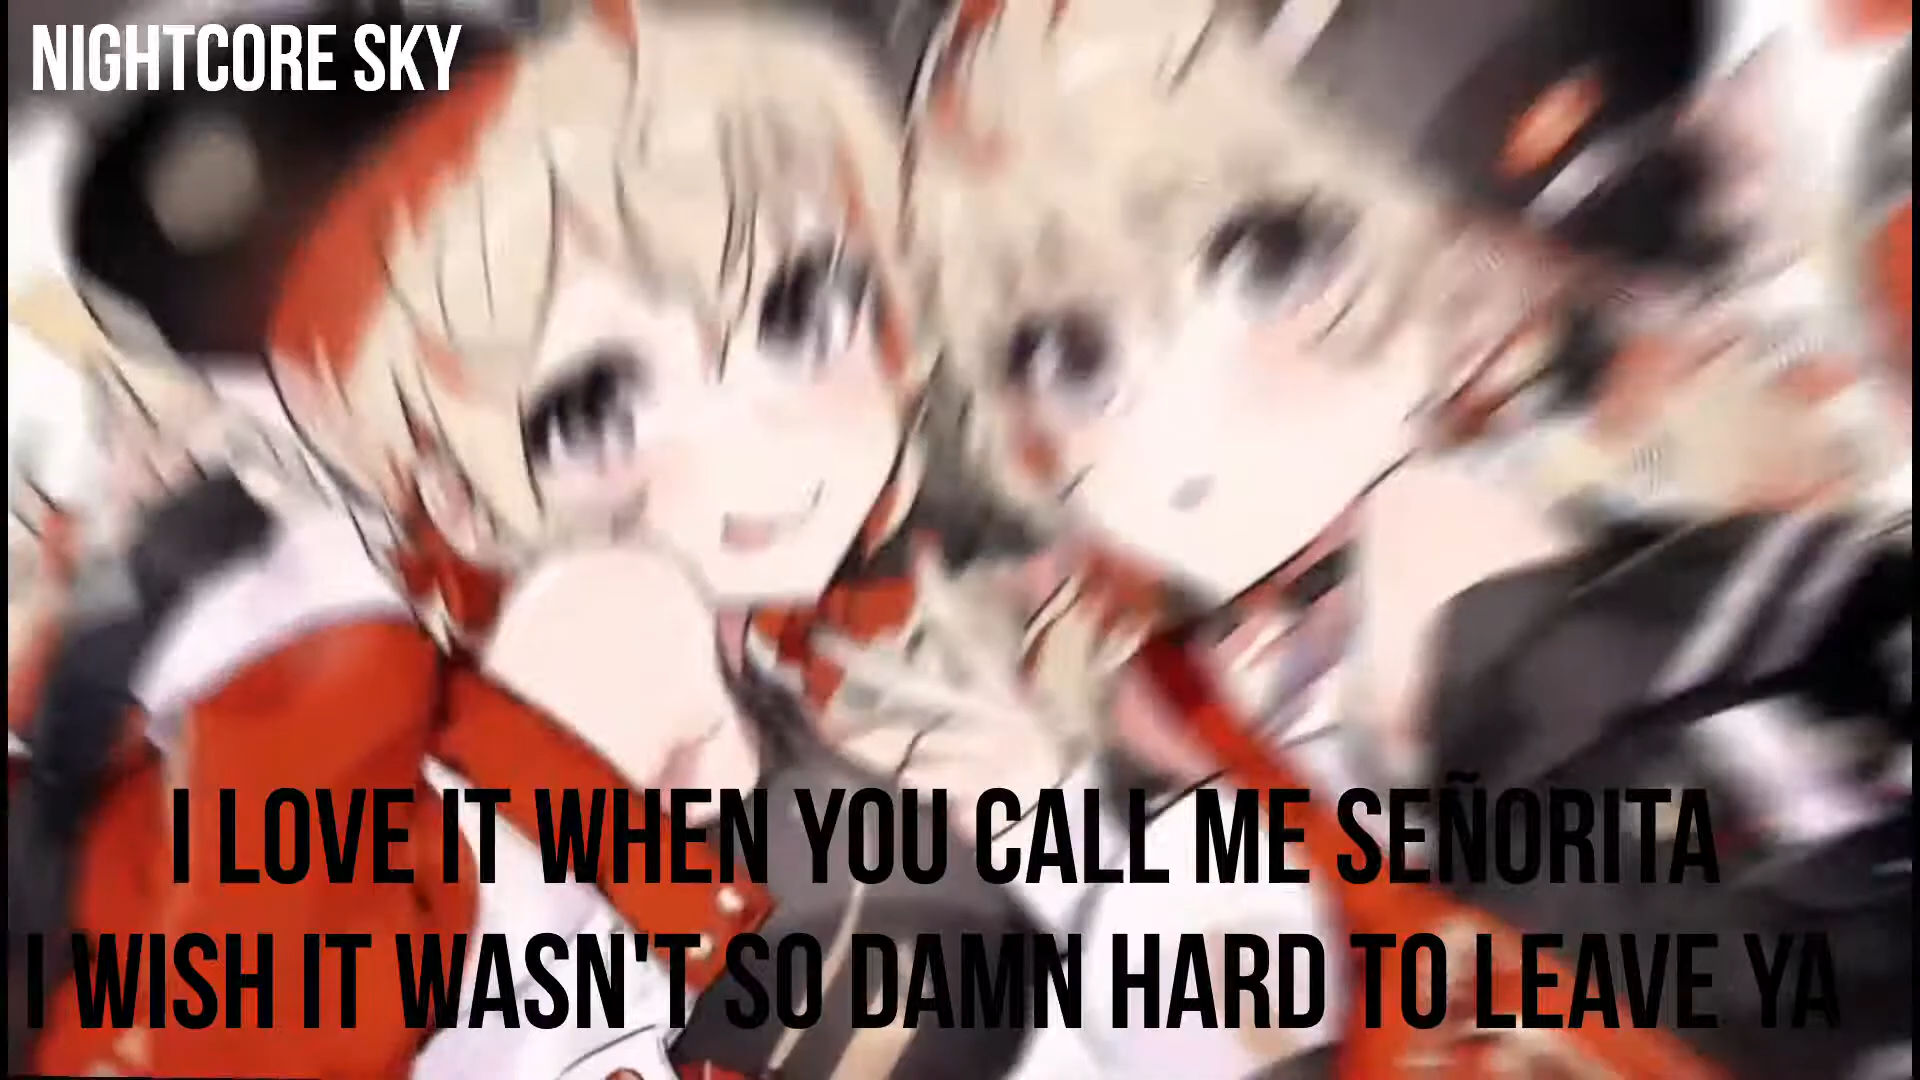 NIGHTCORE SKY
I LOVE IT WHEN YOU CALL ME SEÑORITA
I WISH IT WASN'T SO DAMN HARD TO LEAVE YA